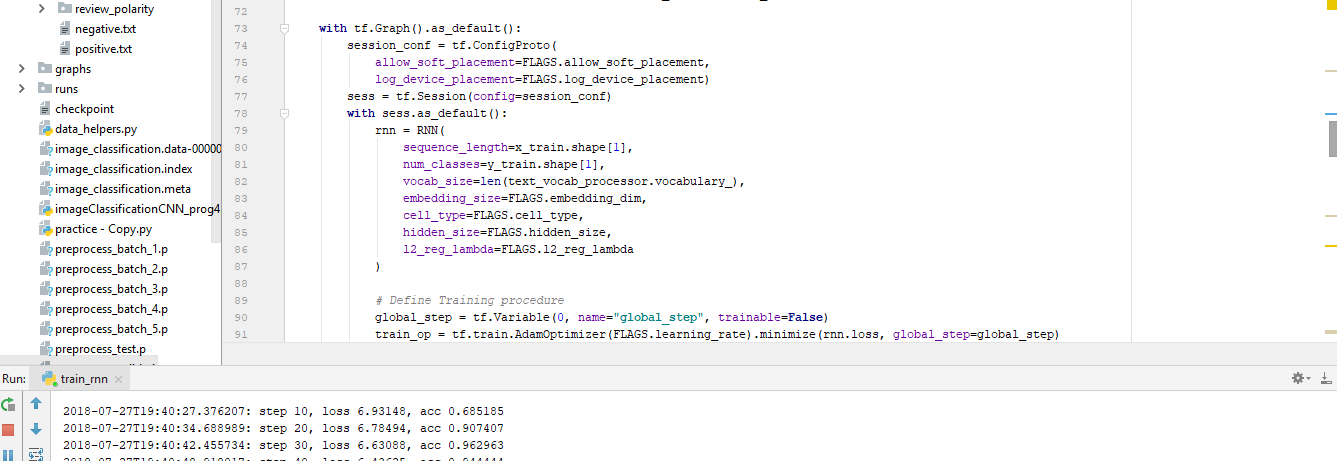 review_polarity
negative.txt
positive.txt
graphs
runs
checkpoint
data_helpers.py
image_classification.data-00000
image_classification.index
image_classification.meta
imageClassificationCNN_prog4
practice - Copy.py
preprocess_batch_1.p
preprocess_batch_2.p
preprocess_batch_3.p
preprocess_batch_4.p
preprocess_batch_5.p
preprocess_test.p
72
73 with tf.Graph().as_default():
74 session_conf = tf.ConfigProto(
75 allow_soft_placement=FLAGS.allow_soft_placement,
76 log_device_placement=FLAGS.log_device_placement)
77 sess = tf.Session(config=session_conf)
78 with sess.as_default():
79 rnn = RNN(
80 sequence_length=x_train.shape[1],
81 num_classes=y_train.shape[1],
82 vocab_size=len(text_vocab_processor.vocabulary_),
83 embedding_size=FLAGS.embedding_dim,
84 cell_type=FLAGS.cell_type,
85 hidden_size=FLAGS.hidden_size,
86 l2_reg_lambda=FLAGS.l2_reg_lambda
87 )
88
89 # Define Training procedure
90 global_step = tf.Variable(0, name="global_step", trainable=False)
91 train_op = tf.train.AdamOptimizer(FLAGS.learning_rate).minimize(rnn.loss, global_step=global_step)
Run: train_rnn
2018-07-27T19:40:27.376207: step 10, loss 6.93148, acc 0.685185
2018-07-27T19:40:34.688989: step 20, loss 6.78494, acc 0.907407
2018-07-27T19:40:42.455734: step 30, loss 6.63088, acc 0.962963